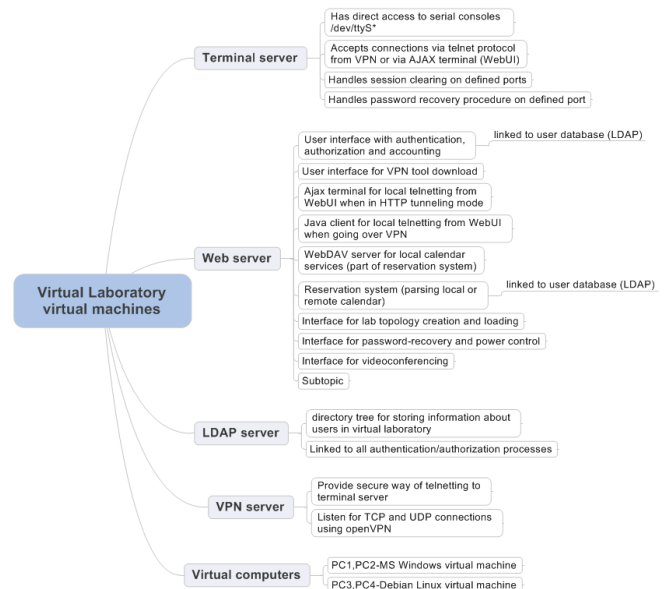 Virtual Laboratory
virtual machines
Terminal server
Has direct access to serial consoles
/dev/ttyS*
Accepts connections via telnet protocol
from VPN or via AJAX terminal (WebUI)
Handles session clearing on defined ports
Handles password recovery procedure on defined port
Web server
User interface with authentication,
authorization and accounting
linked to user database (LDAP)
User interface for VPN tool download
Ajax terminal for local telnetting from
WebUI when in HTTP tunneling mode
Java client for local telnetting from WebUI
when going over VPN
WebDAV server for local calendar
services (part of reservation system)
Reservation system (parsing local or
remote calendar)
linked to user database (LDAP)
Interface for lab topology creation and loading
Interface for password-recovery and power control
Interface for videoconferencing
Subtopic
LDAP server
directory tree for storing information about
users in virtual laboratory
Linked to all authentication/authorization processes
VPN server
Provide secure way of telnetting to
terminal server
Listen for TCP and UDP connections
using openVPN
Virtual computers
PC1,PC2-MS Windows virtual machine
PC3,PC4-Debian Linux virtual machine